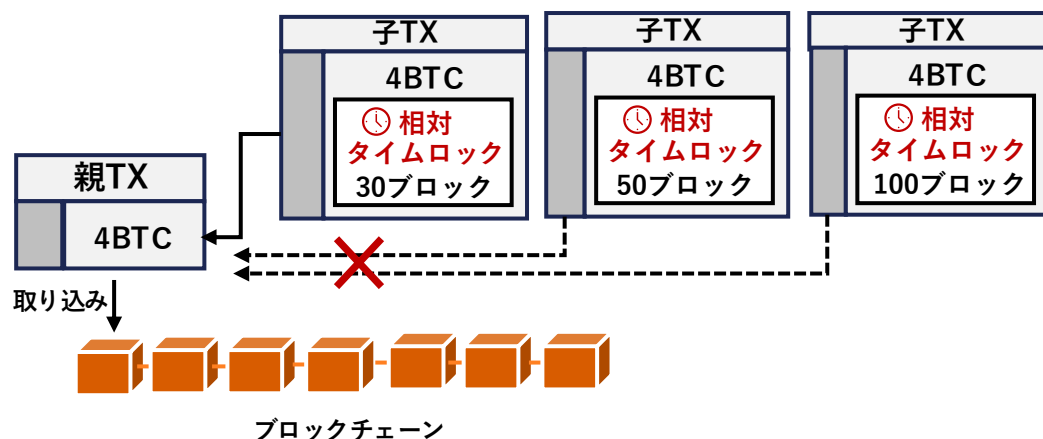 子TX
4BTC
相対
タイムロック
30ブロック
子TX
4BTC
相対
タイムロック
50ブロック
子TX
4BTC
相対
タイムロック
100ブロック
親TX
4BTC
取り込み
ブロックチェーン